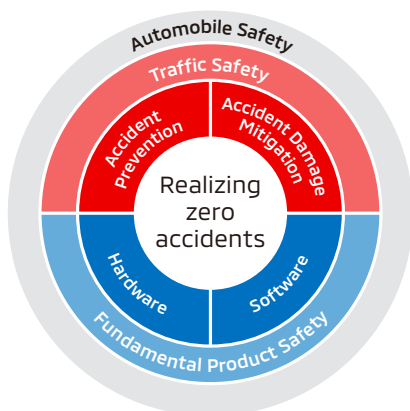 Automobile Safety
Traffic Safety
Accident
Prevention
Accident Damage
Mitigation
Realizing
zero
accidents
Hardware
Software
Fundamental Product Safety